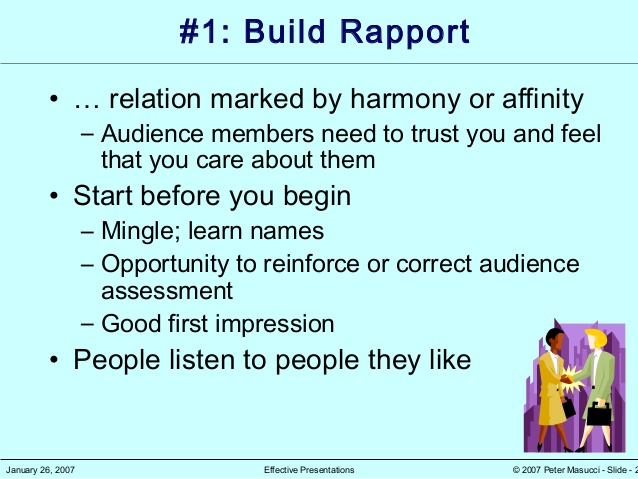 #1: Build Rapport
• … relation marked by harmony or affinity
– Audience members need to trust you and feel
that you care about them
• Start before you begin
– Mingle; learn names
– Opportunity to reinforce or correct audience
assessment
– Good first impression
• People listen to people they like
January 26, 2007
Effective Presentations
© 2007 Peter Masucci - Slide -